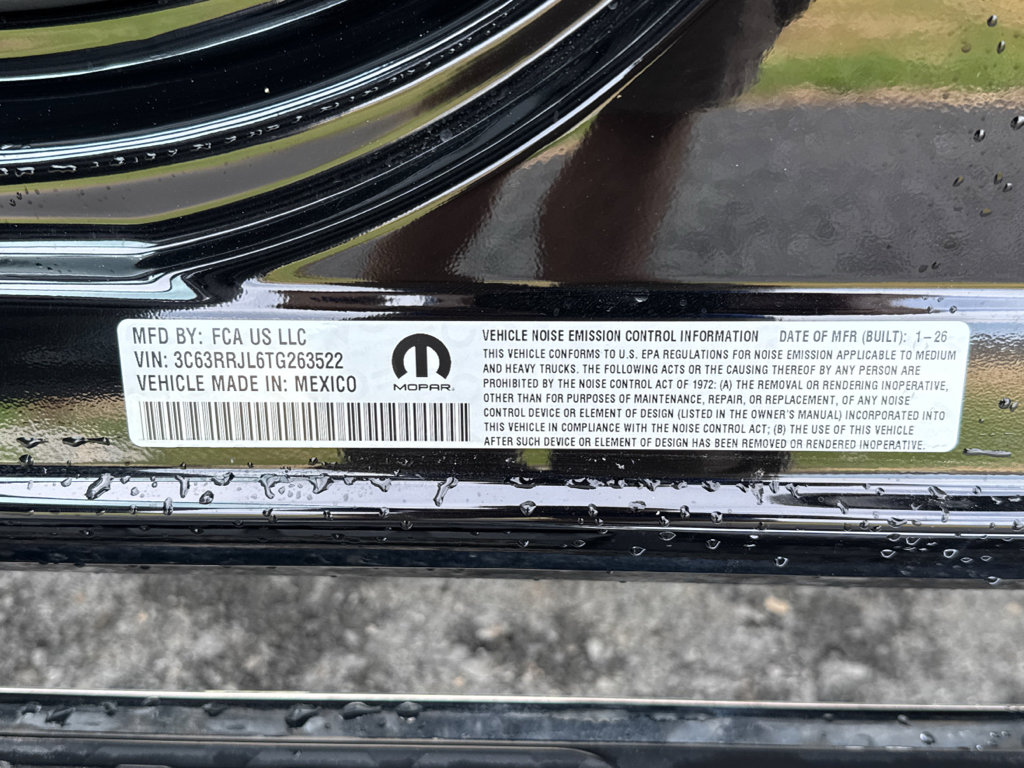 MFD BY: FCA US LLC
VIN: 3C63RRJL6TG263522
VEHICLE MADE IN: MEXICO
MOPAR
VEHICLE NOISE EMISSION CONTROL INFORMATION DATE OF MFR (BUILT): 1-26
THIS VEHICLE CONFORMS TO U.S. EPA REGULATIONS FOR NOISE EMISSION APPLICABLE TO MEDIUM
AND HEAVY TRUCKS. THE FOLLOWING ACTS OR THE CAUSING THEREOF BY ANY PERSON ARE
PROHIBITED BY THE NOISE CONTROL ACT OF 1972: (A) THE REMOVAL OR RENDERING INOPERATIVE,
OTHER THAN FOR PURPOSES OF MAINTENANCE, REPAIR, OR REPLACEMENT, OF ANY NOISE
CONTROL DEVICE OR ELEMENT OF DESIGN (LISTED IN THE OWNER'S MANUAL) INCORPORATED INTO
THIS VEHICLE IN COMPLIANCE WITH THE NOISE CONTROL ACT; (B) THE USE OF THIS VEHICLE
AFTER SUCH DEVICE OR ELEMENT OF DESIGN HAS BEEN REMOVED OR RENDERED INOPERATIVE.